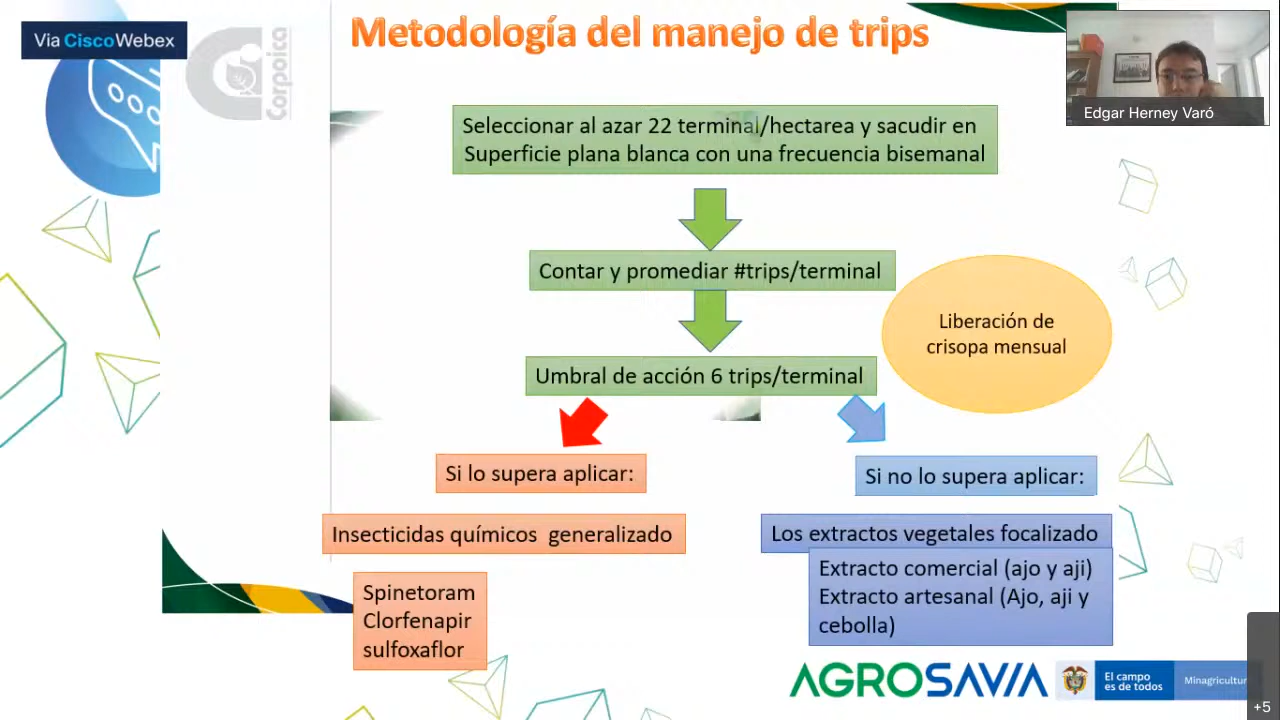 Via Cisco Webex
Corpoica
Metodología del manejo de trips
Edgar Herney Varó
Seleccionar al azar 22 terminal/hectarea y sacudir en
Superficie plana blanca con una frecuencia bisemanal
Contar y promediar #trips/terminal
Liberación de
crisopa mensual
Umbral de acción 6 trips/terminal
Si lo supera aplicar:
Si no lo supera aplicar:
Insecticidas químicos generalizado
Los extractos vegetales focalizado
Spinetoram
Clorfenapir
sulfoxaflor
Extracto comercial (ajo y aji)
Extracto artesanal (Ajo, aji y
cebolla)
AGROSAVIA
El campo
es de todos
Minagricultur
+5